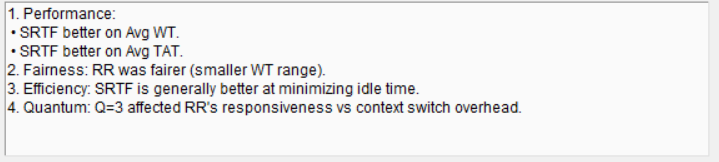 1. Performance:
• SRTF better on Avg WT.
• SRTF better on Avg TAT.
2. Fairness: RR was fairer (smaller WT range).
3. Efficiency: SRTF is generally better at minimizing idle time.
4. Quantum: Q=3 affected RR's responsiveness vs context switch overhead.